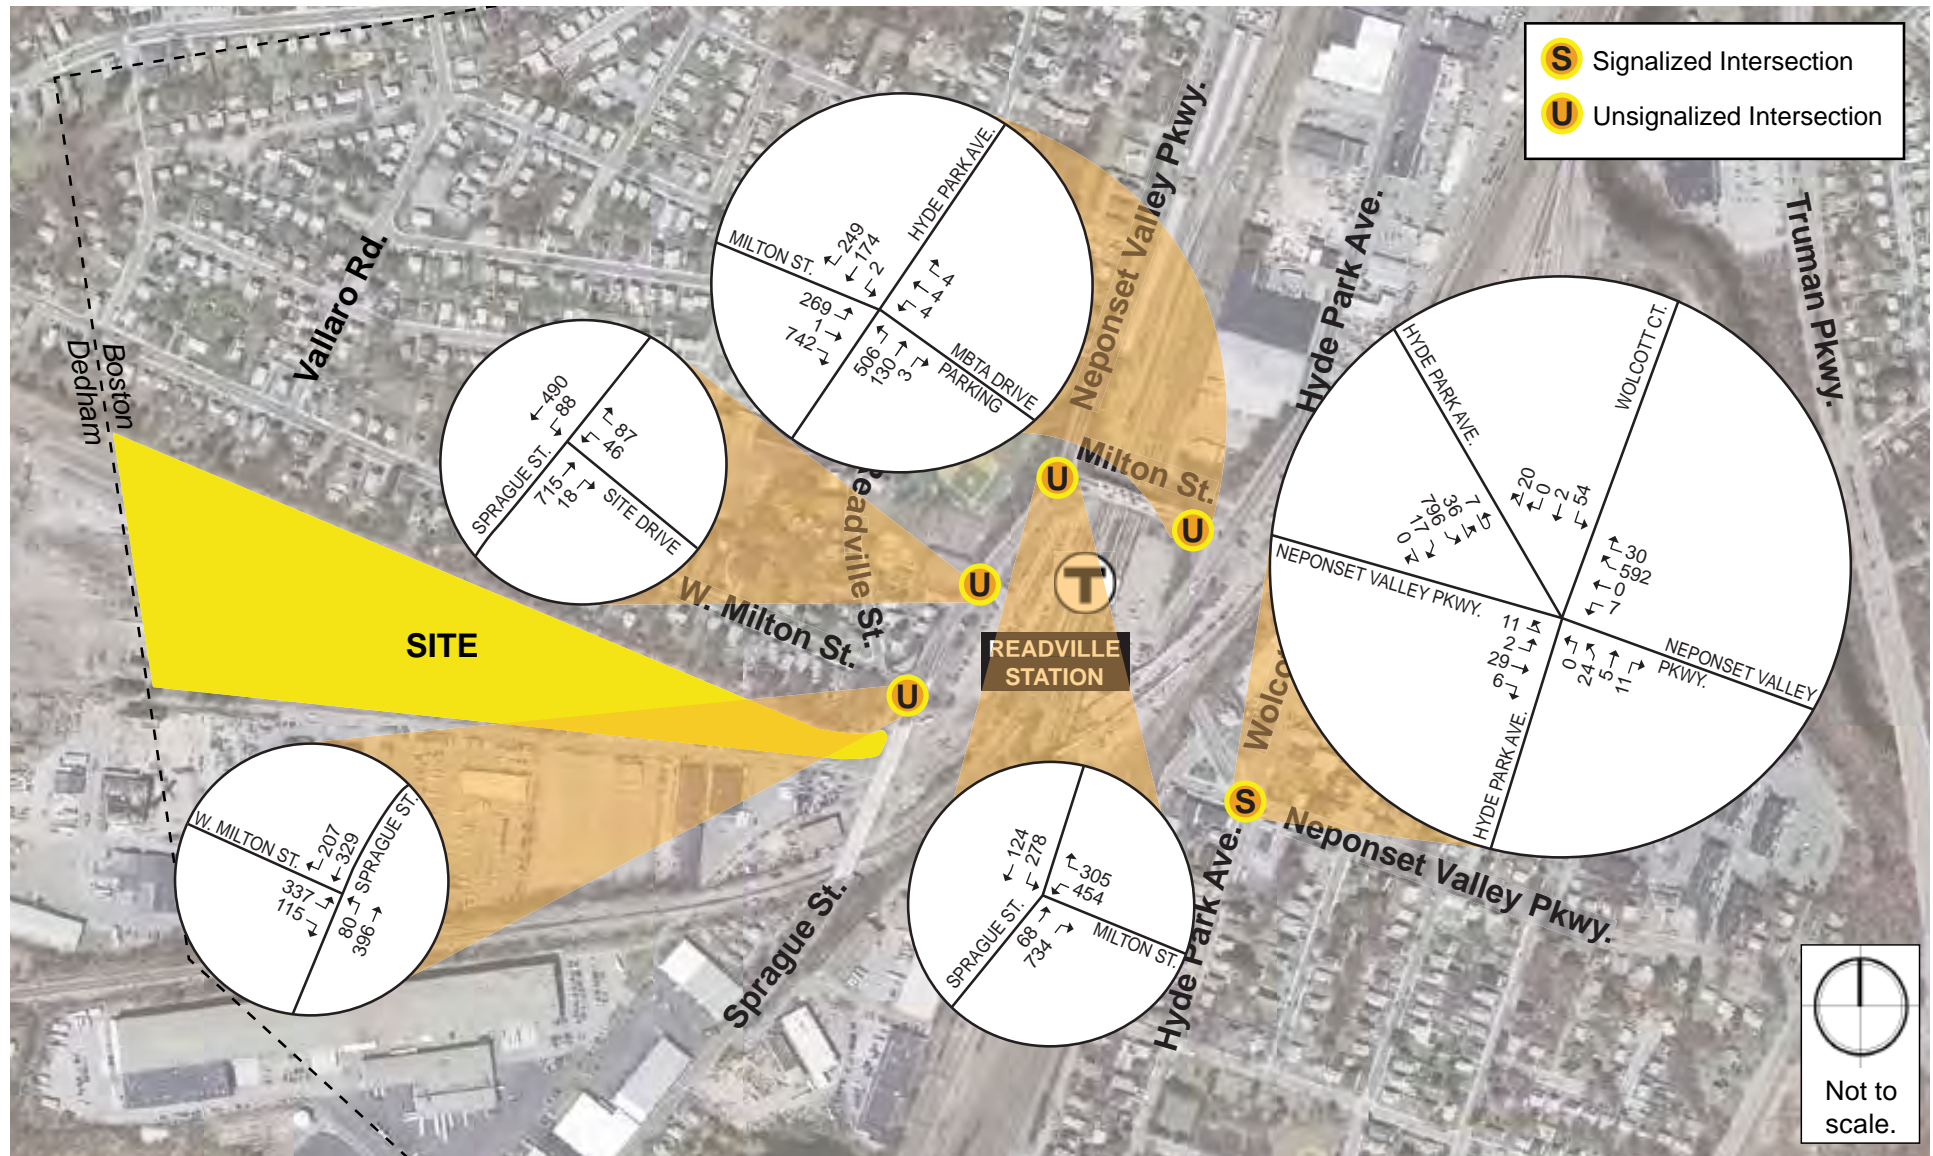 S Signalized Intersection
U Unsignalized Intersection
Boston
Dedham
Vallaro Rd.
Neponset Valley Pkwy.
Hyde Park Ave.
Truman Pkwy.
Milton St.
Readville St.
W. Milton St.
SITE
U
U
U
U
S
T
READVILLE
STATION
Neponset Valley Pkwy.
Hyde Park Ave.
Sprague St.
MILTON ST.
HYDE PARK AVE.
MBTA DRIVE
PARKING
249
174
2
4
4
4
269
1
742
506
130
3
SPRAGUE ST.
SITE DRIVE
490
88
87
46
715
18
HYDE PARK AVE.
WOLCOTT CT.
NEPONSET VALLEY PKWY.
NEPONSET VALLEY
PKWY.
HYDE PARK AVE.
7
36
796
17
0
20
0
2
54
30
592
0
7
11
2
29
6
0
24
5
11
W. MILTON ST.
SPRAGUE ST.
207
329
337
115
80
396
SPRAGUE ST.
MILTON ST.
124
278
305
454
68
734
Not to
scale.